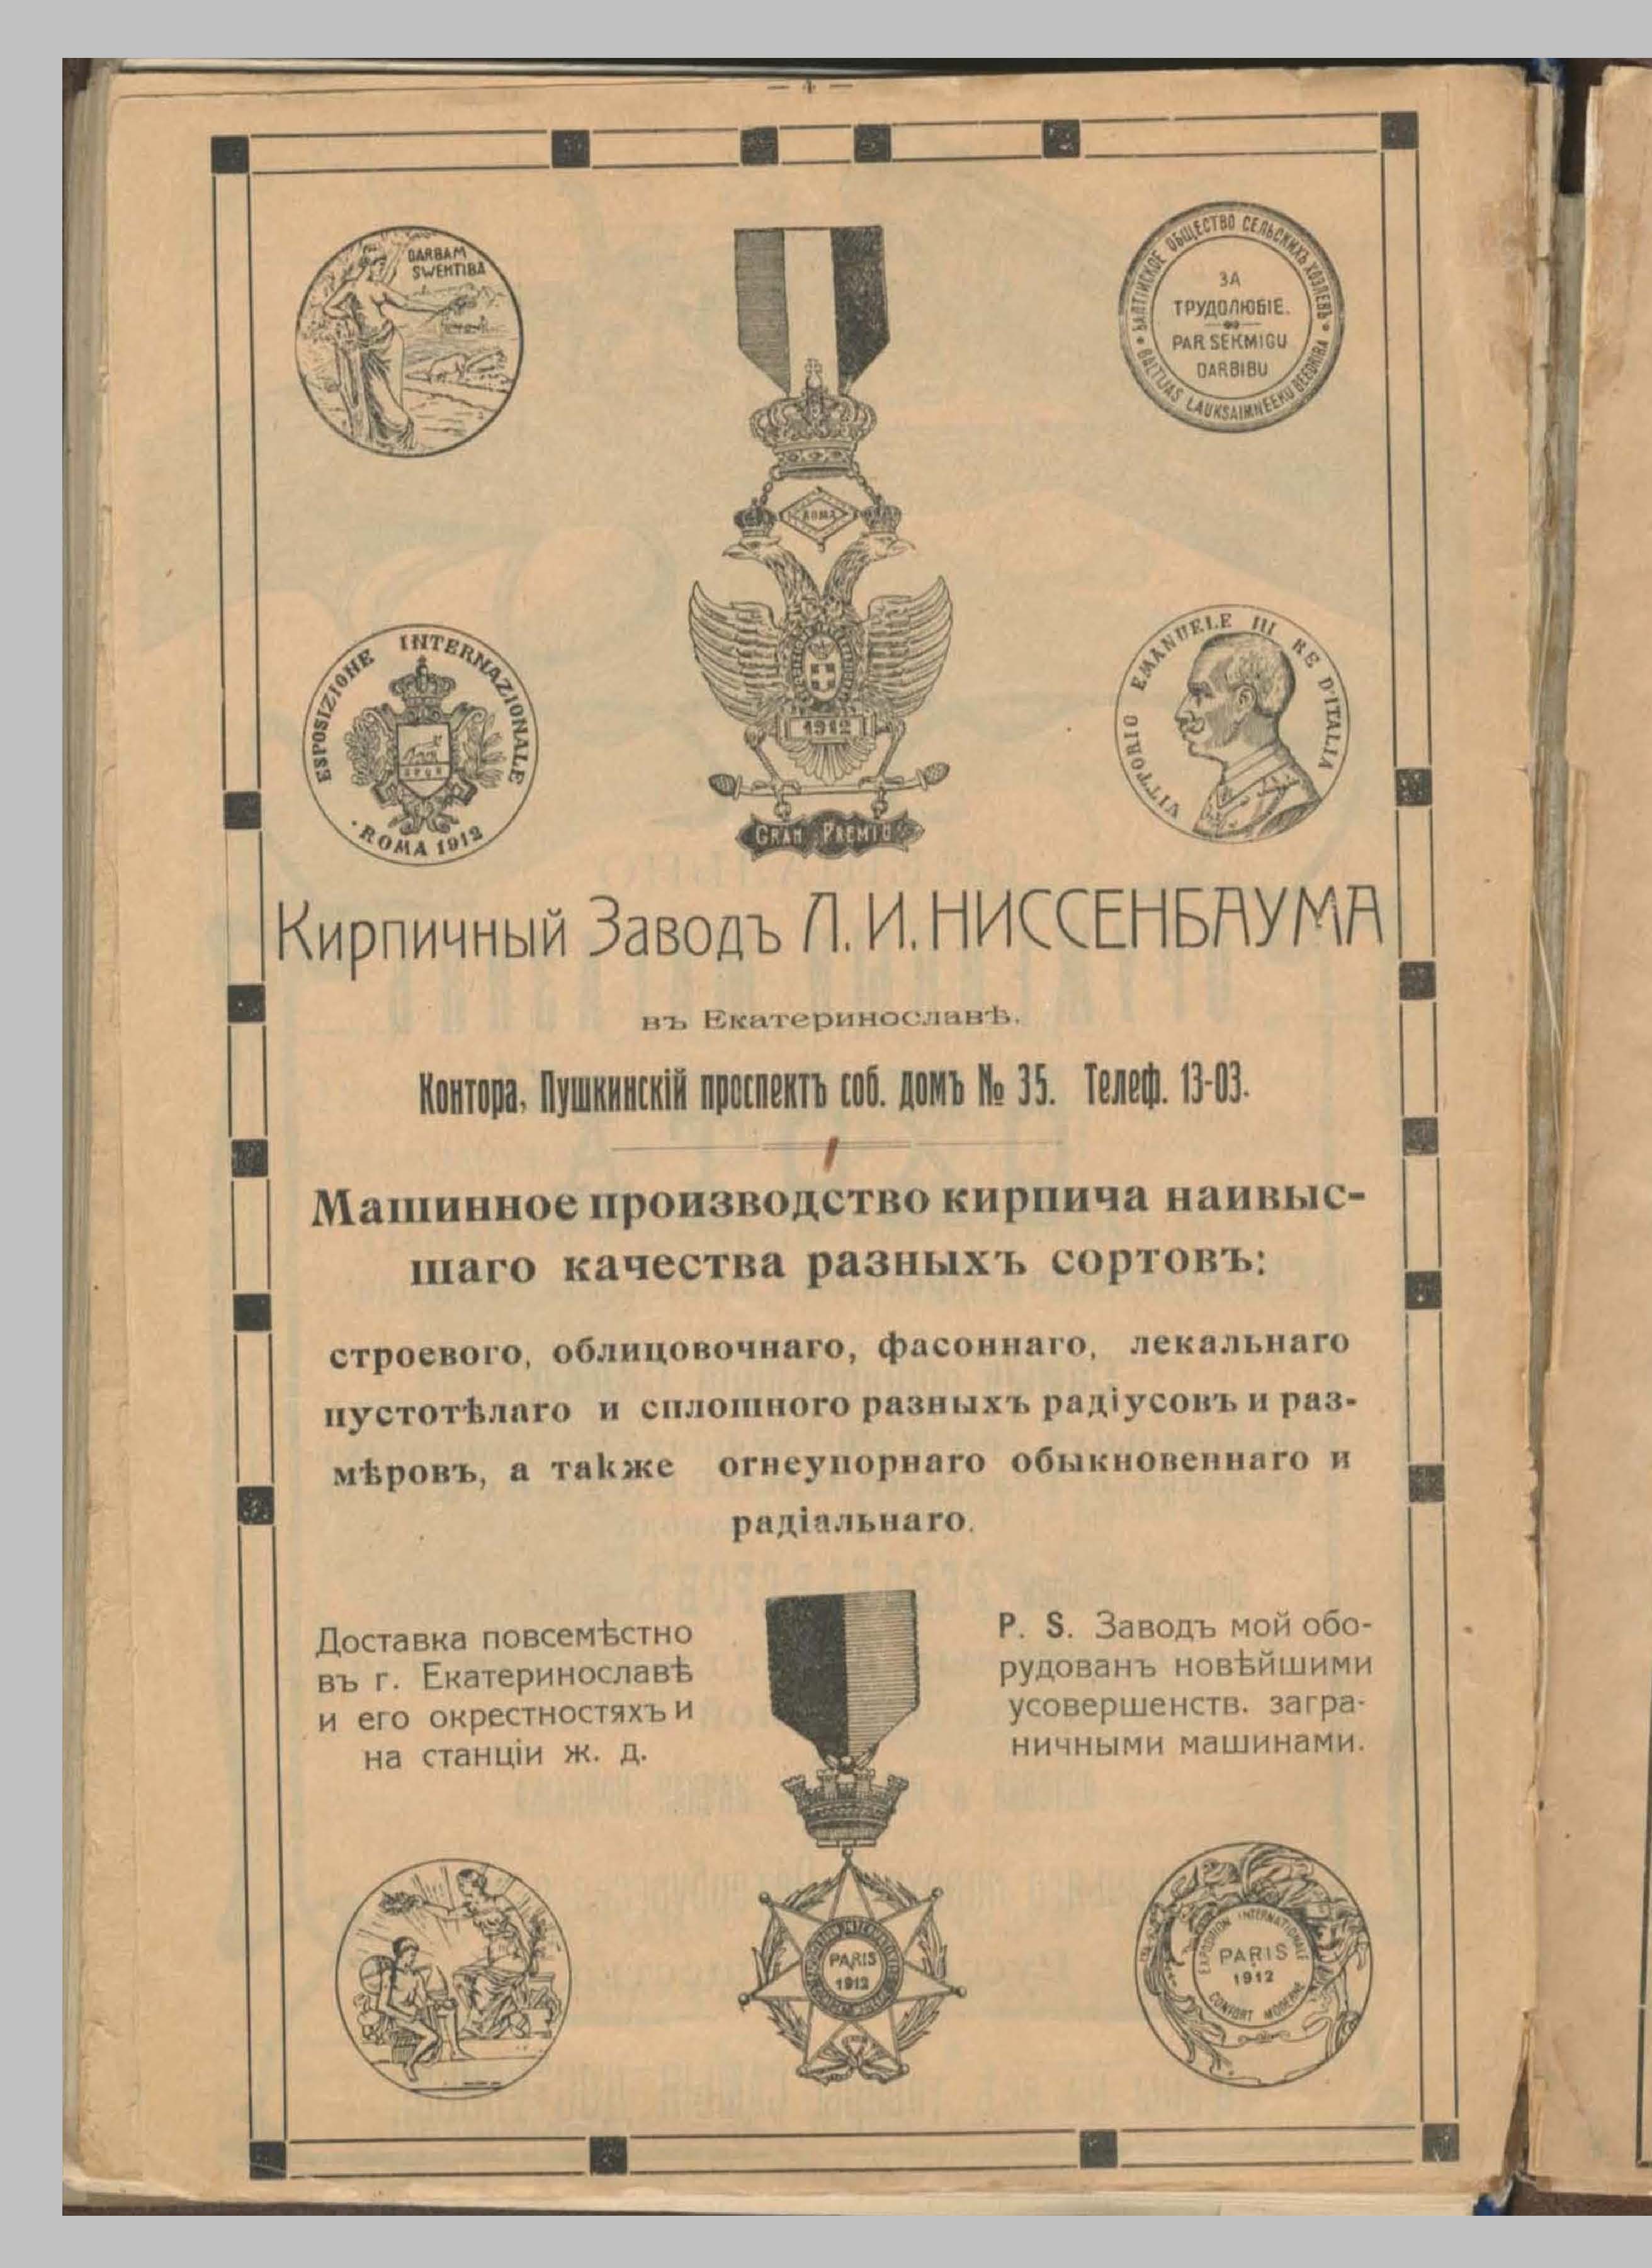 — 4 —
DARBAM
SWEHTIBA
БАЛТІЙСКОЕ ОБЩЕСТВО СЕЛЬСКИХЪ ХОЗЯЕВЪ
ЗА
ТРУДОЛЮБІЕ.
PAR SEKMIGU
DARBIBU
BALTIJAS LAUKSAIMNEEKU BEEDRIBA
ROMA
ESPOSIZIONE INTERNAZIONALE
SPQR
· ROMA 1912
1912
GRAN PREMIO
VITTORIO EMANUELE III RE D'ITALIA
Кирпичный Заводъ Л. И. НИССЕНБАУМА
въ Екатеринославѣ.
Контора, Пушкинскій проспектъ соб. домъ № 35. Телеф. 13-03.
Машинное производство кирпича наивыс-
шаго качества разныхъ сортовъ:
строевого, облицовочнаго, фасоннаго, лекальнаго
пустотѣлаго и сплошного разныхъ радіусовъ и раз-
мѣровъ, а также огнеупорнаго обыкновеннаго и
радіальнаго.
Доставка повсемѣстно
въ г. Екатеринославѣ
и его окрестностяхъ и
на станціи ж. д.
P. S. Заводъ мой обо-
рудованъ новѣйшими
усовершенств. загра-
ничными машинами.
PARIS
1912
EXPOSITION INTERNATIONALE
PARIS
1912
CONFORT MODERNE